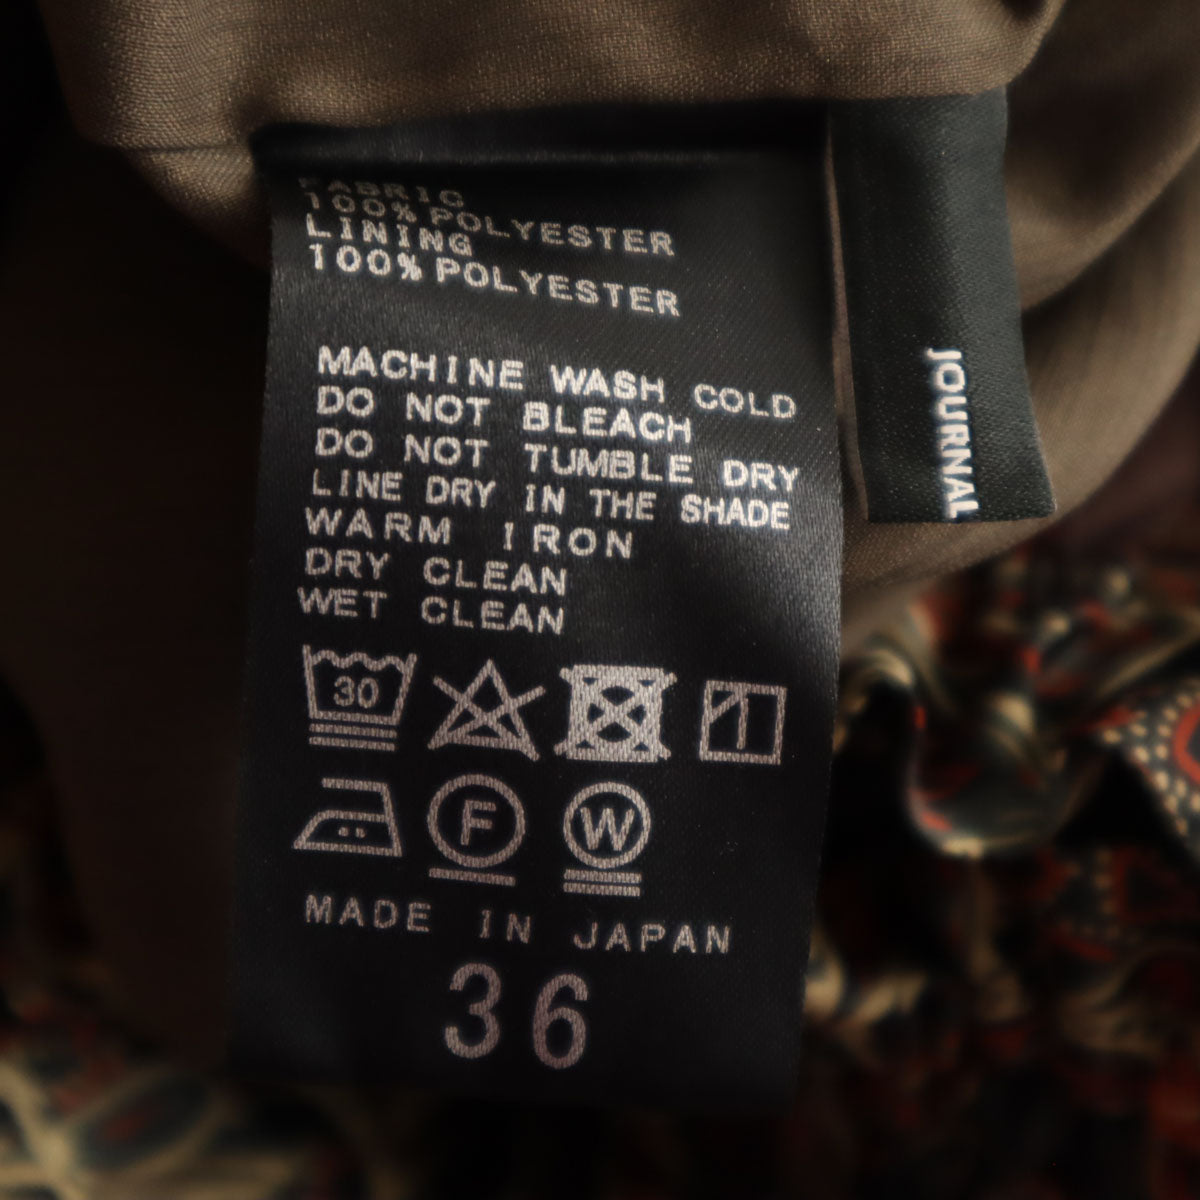 FABRIC
100% POLYESTER
LINING
100% POLYESTER
MACHINE WASH COLD
DO NOT BLEACH
DO NOT TUMBLE DRY
LINE DRY IN THE SHADE
WARM IRON
DRY CLEAN
WET CLEAN
30
F W
MADE IN JAPAN
36
JOURNAL